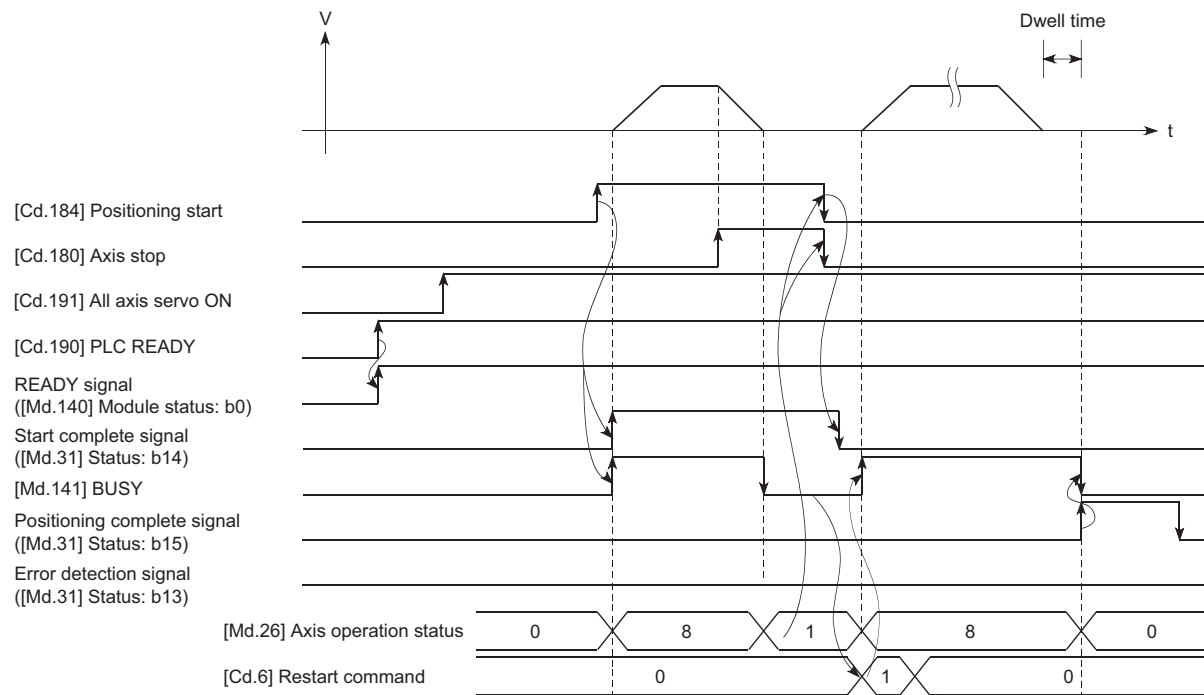 V
Dwell time
t
[Cd.184] Positioning start
[Cd.180] Axis stop
[Cd.191] All axis servo ON
[Cd.190] PLC READY
READY signal
([Md.140] Module status: b0)
Start complete signal
([Md.31] Status: b14)
[Md.141] BUSY
Positioning complete signal
([Md.31] Status: b15)
Error detection signal
([Md.31] Status: b13)
[Md.26] Axis operation status 0 8 1 8 0
[Cd.6] Restart command 0 1 0